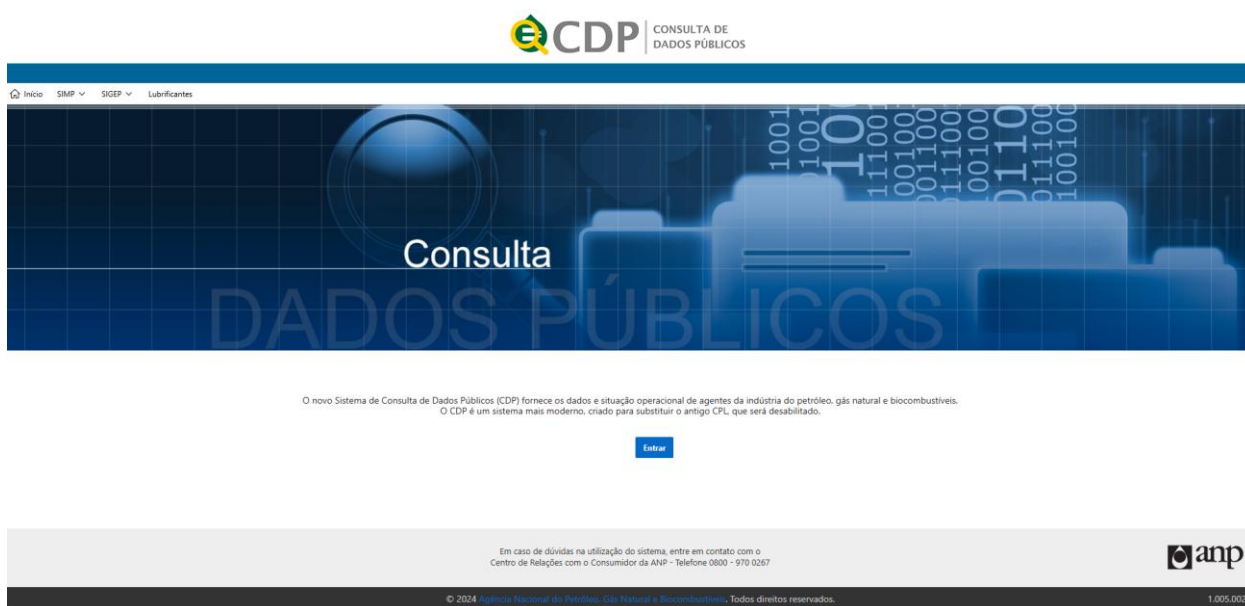 CDP CONSULTA DE
DADOS PÚBLICOS
Início SIMP SIGEP Lubrificantes
Consulta
DADOS PÚBLICOS
O novo Sistema de Consulta de Dados Públicos (CDP) fornece os dados e situação operacional de agentes da indústria do petróleo, gás natural e biocombustíveis.
O CDP é um sistema mais moderno, criado para substituir o antigo CPL, que será desabilitado.
Entrar
Em caso de dúvidas na utilização do sistema, entre em contato com o
Centro de Relações com o Consumidor da ANP - Telefone 0800 - 970 0267
anp
© 2024 Agência Nacional do Petróleo, Gás Natural e Biocombustíveis. Todos direitos reservados.
1.005.002